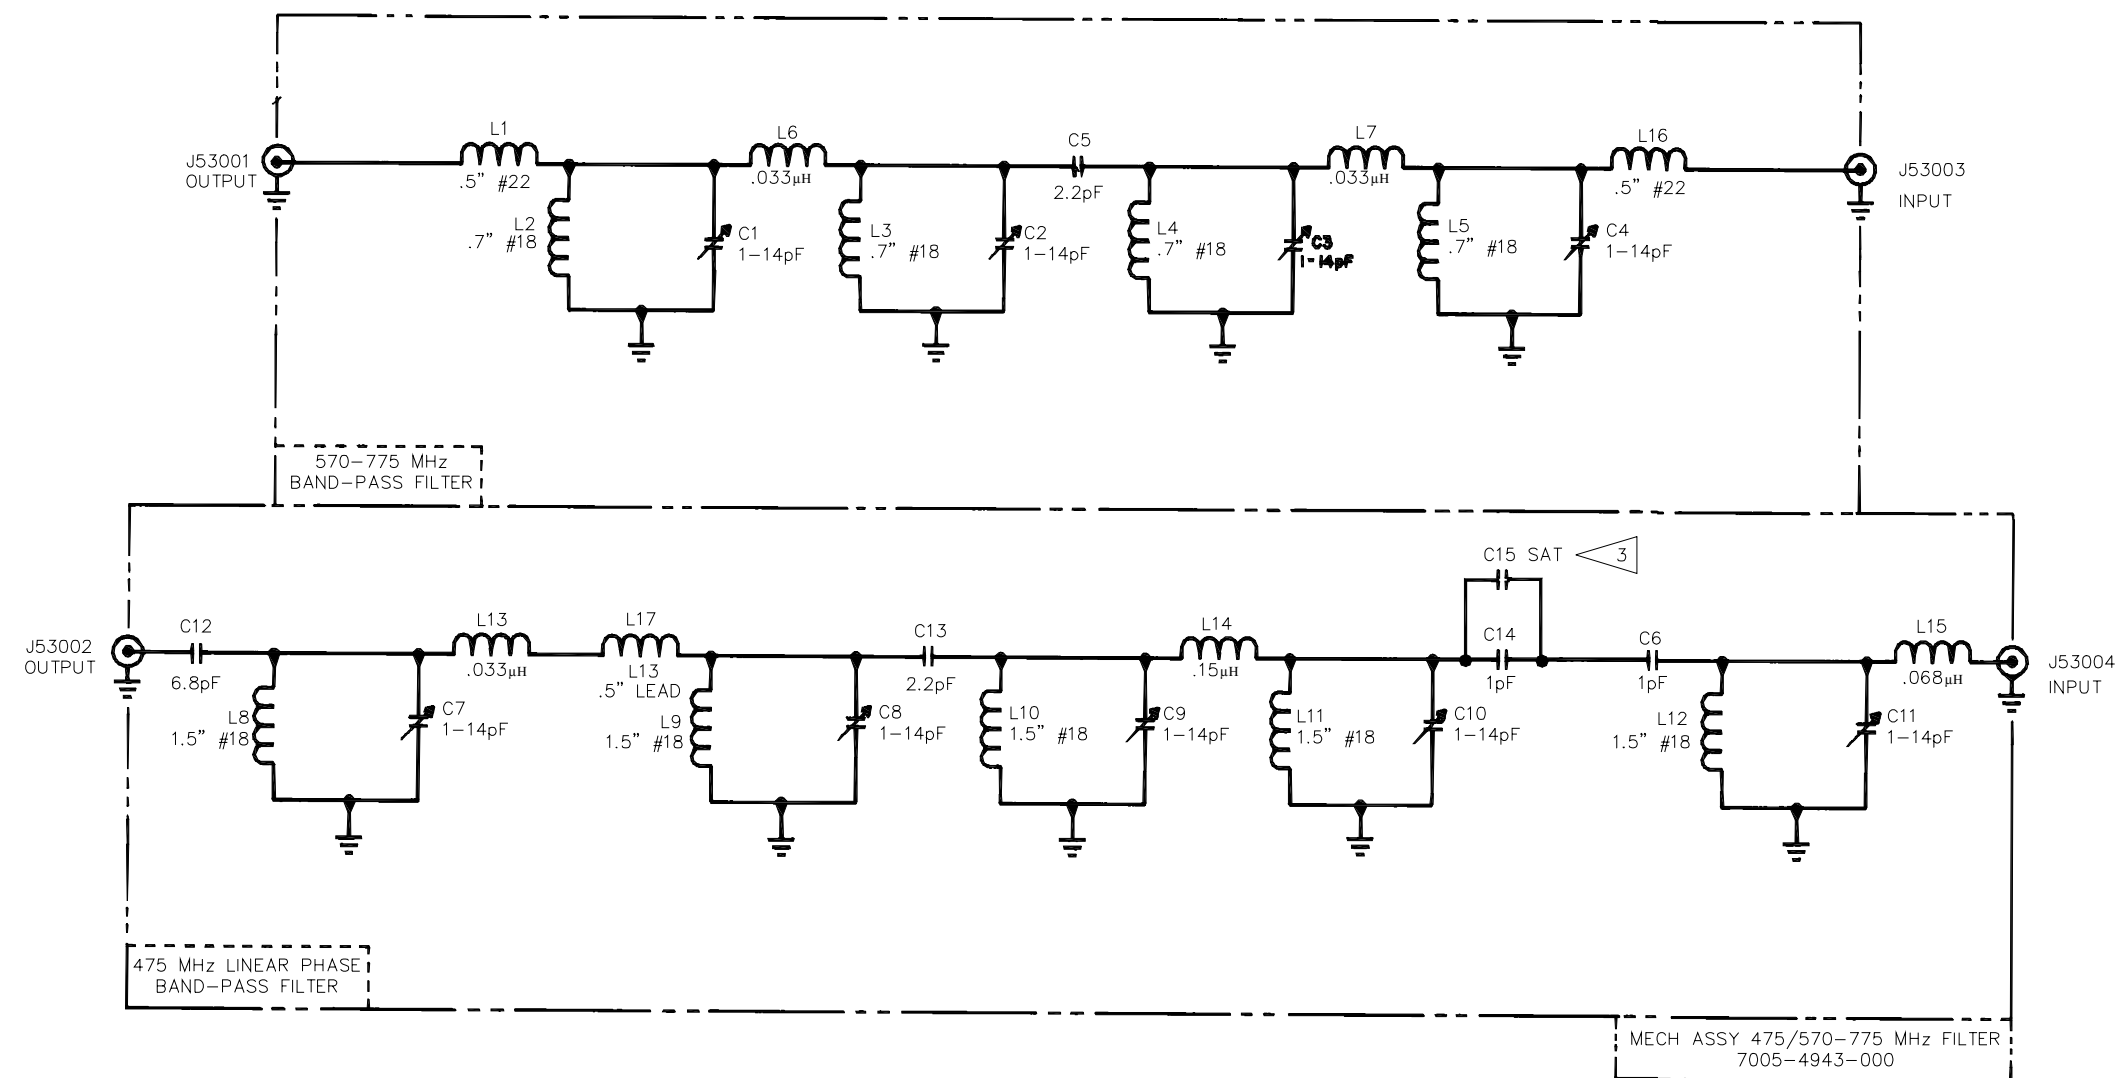 L1
.5" #22
L6
.033µH
C5
2.2pF
L7
.033µH
L16
.5" #22
J53001
OUTPUT
J53003
INPUT
L2
.7" #18
C1
1-14pF
L3
.7" #18
C2
1-14pF
L4
.7" #18
C3
1-14pF
L5
.7" #18
C4
1-14pF
570-775 MHz
BAND-PASS FILTER
C15 SAT
3
J53002
OUTPUT
C12
6.8pF
L13
.033µH
L17
L13
.5" LEAD
C13
2.2pF
L14
.15µH
C14
1pF
C6
1pF
L15
.068µH
J53004
INPUT
L8
1.5" #18
C7
1-14pF
L9
1.5" #18
C8
1-14pF
L10
1.5" #18
C9
1-14pF
L11
1.5" #18
C10
1-14pF
L12
1.5" #18
C11
1-14pF
475 MHz LINEAR PHASE
BAND-PASS FILTER
MECH ASSY 475/570-775 MHz FILTER
7005-4943-000